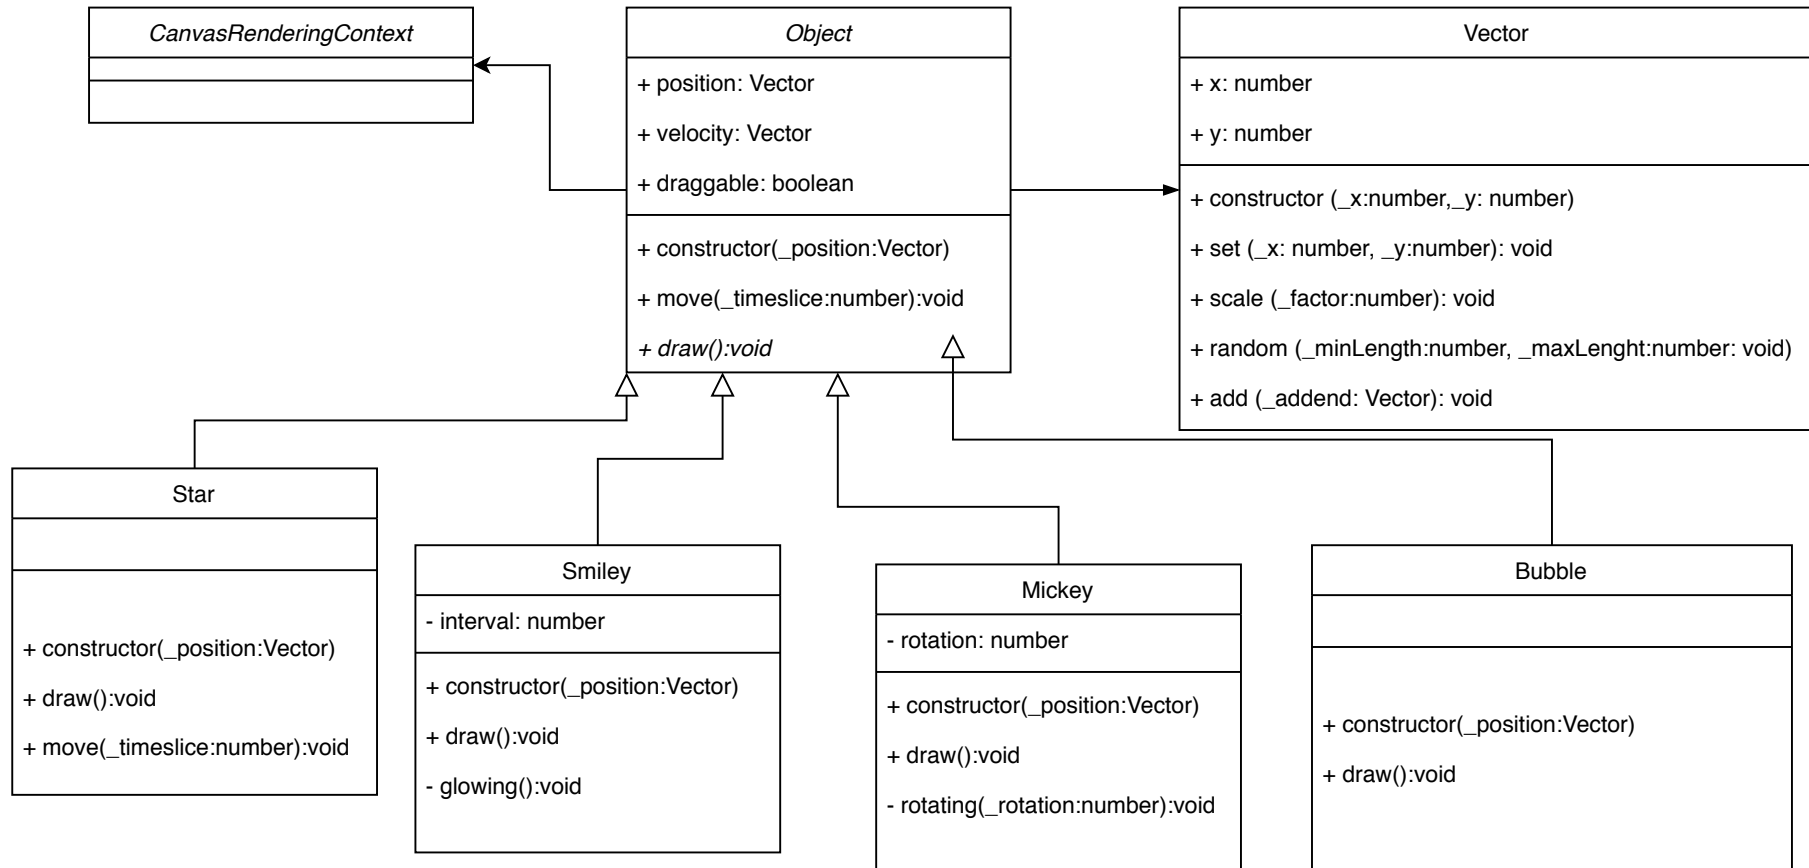 CanvasRenderingContext
Object
+ position: Vector
+ velocity: Vector
+ draggable: boolean
+ constructor(_position:Vector)
+ move(_timeslice:number):void
+ draw():void
Vector
+ x: number
+ y: number
+ constructor (_x:number,_y: number)
+ set (_x: number, _y:number): void
+ scale (_factor:number): void
+ random (_minLength:number, _maxLenght:number: void)
+ add (_addend: Vector): void
Star
+ constructor(_position:Vector)
+ draw():void
+ move(_timeslice:number):void
Smiley
- interval: number
+ constructor(_position:Vector)
+ draw():void
- glowing():void
Mickey
- rotation: number
+ constructor(_position:Vector)
+ draw():void
- rotating(_rotation:number):void
Bubble
+ constructor(_position:Vector)
+ draw():void